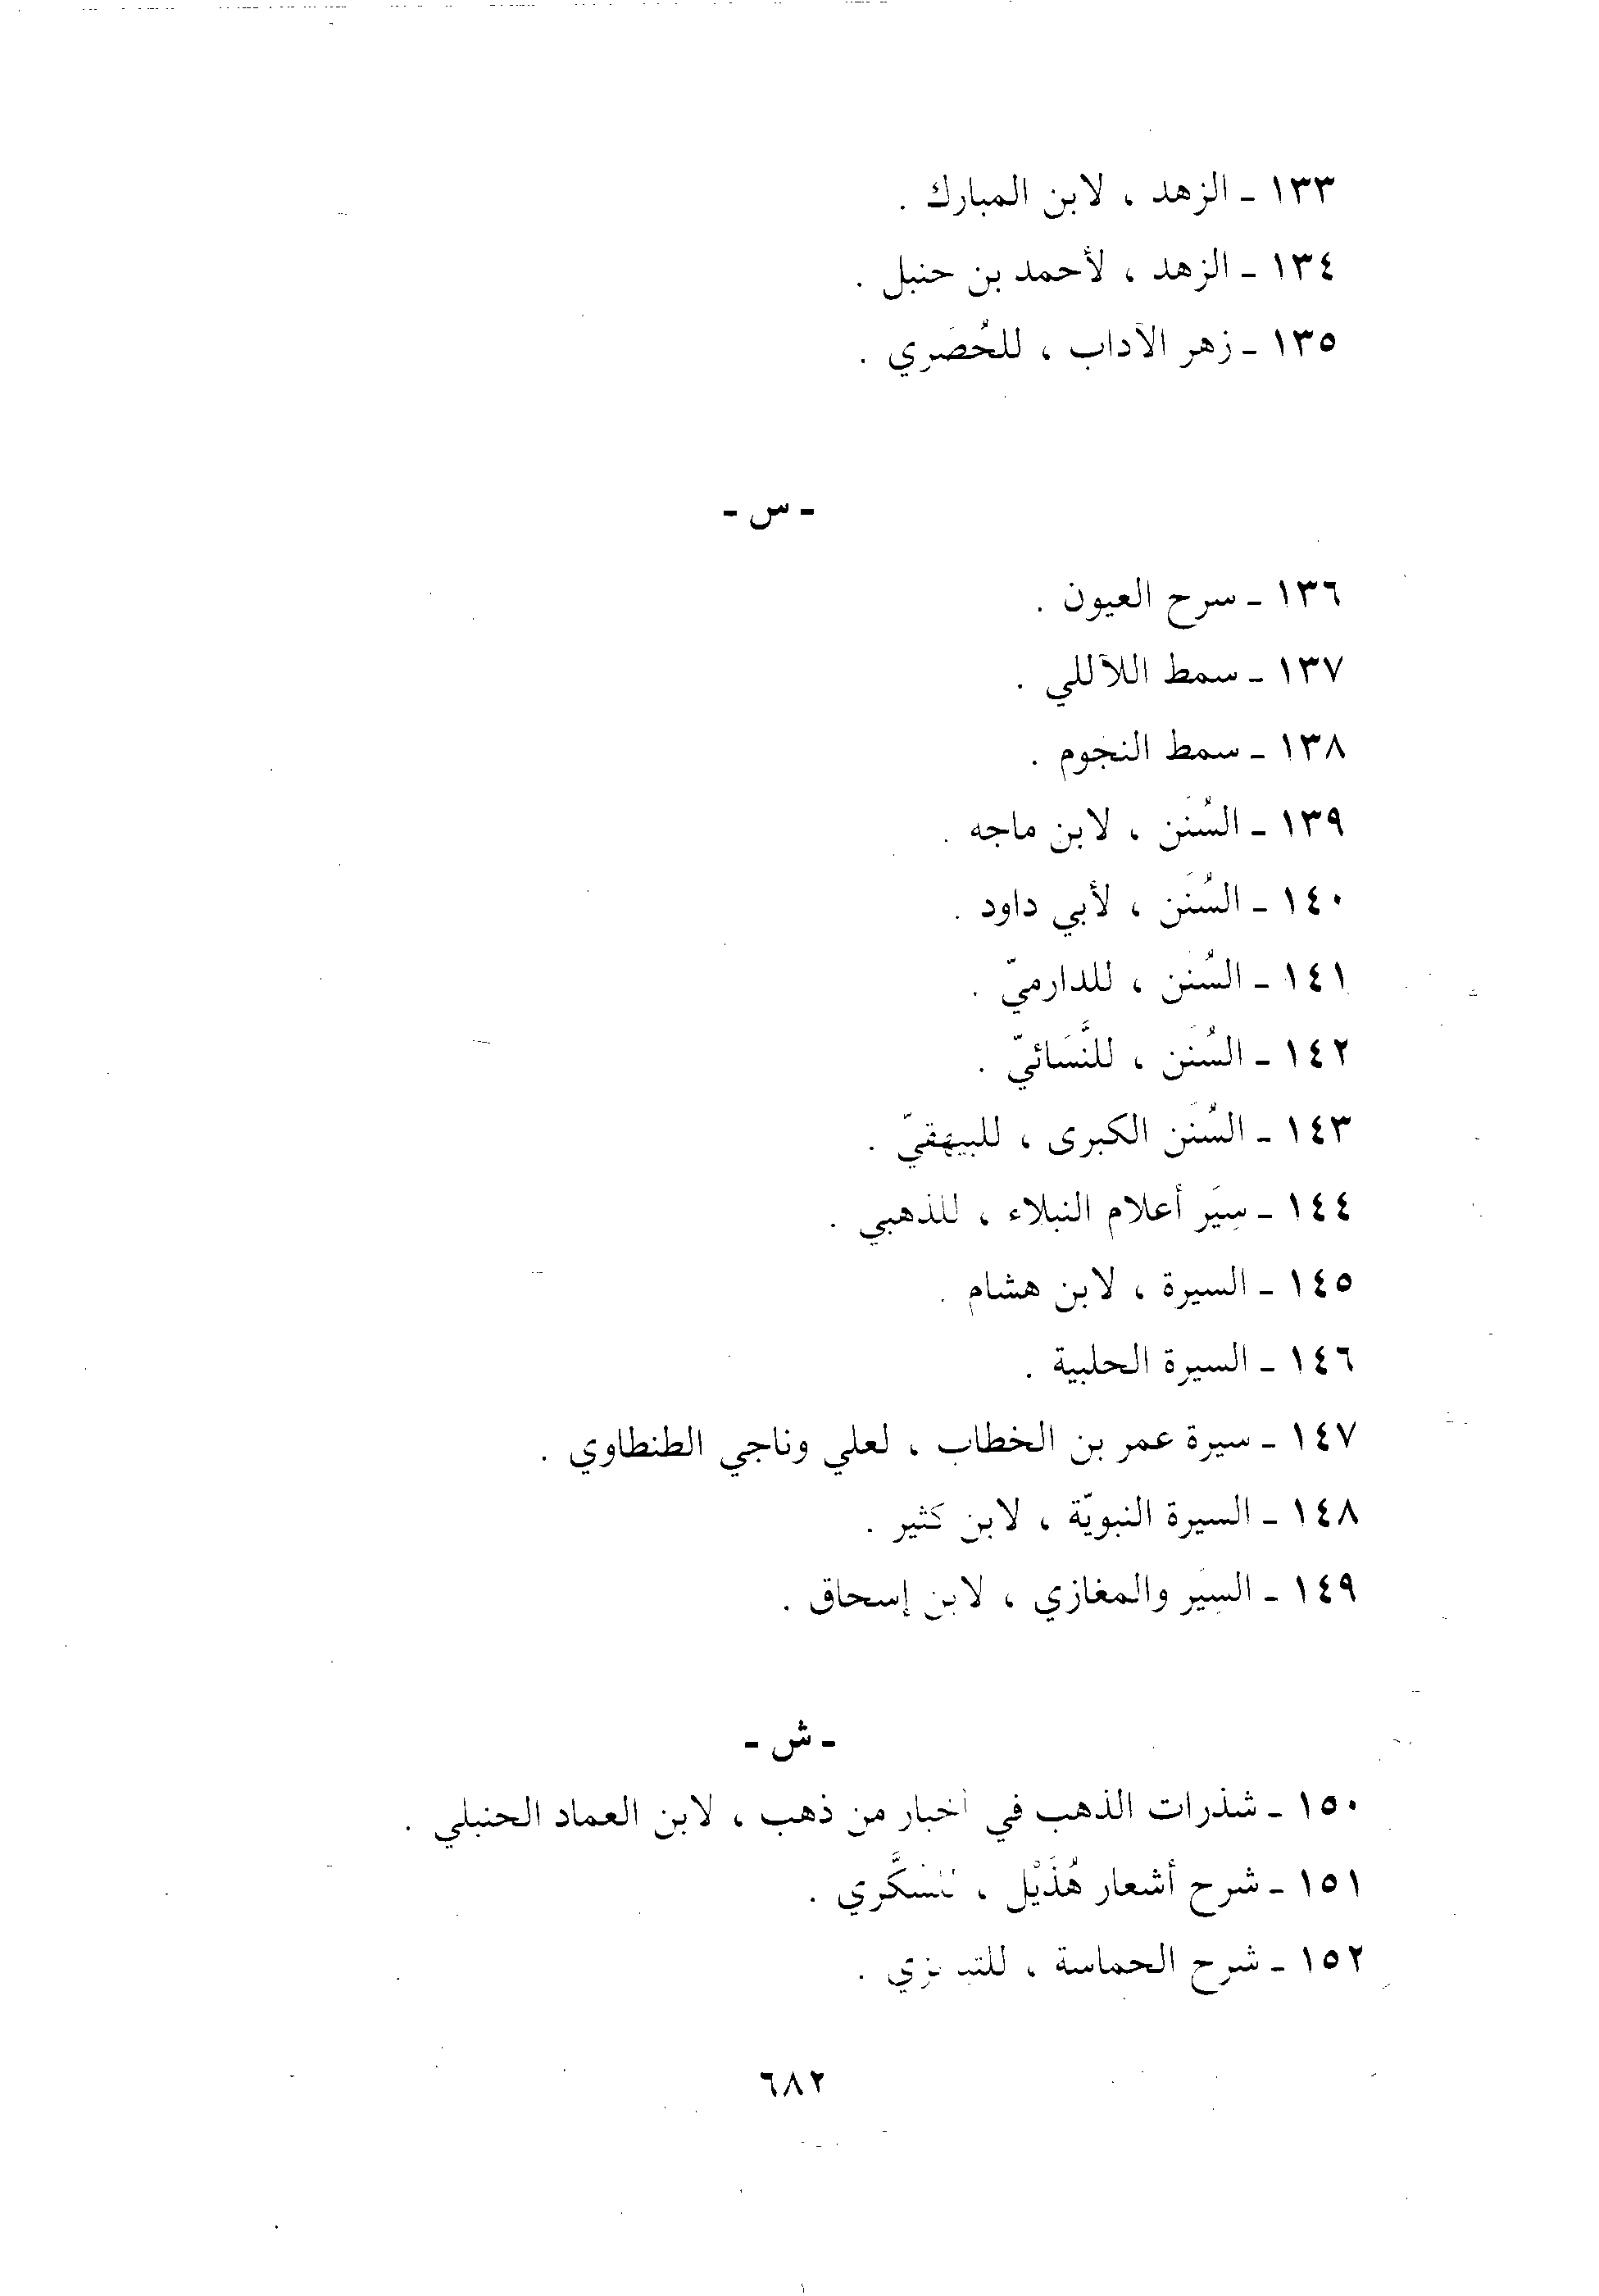 ١٣٣ ـ الزهد ، لابن المبارك .
١٣٤ ـ الزهد ، لأحمد بن حنبل .
١٣٥ ـ زهر الآداب ، للحُصَري .
ـ س ـ
١٣٦ ـ سرح العيون .
١٣٧ ـ سمط اللآللي .
١٣٨ ـ سمط النجوم .
١٣٩ ـ السُنَن ، لابن ماجه .
١٤٠ ـ السُنَن ، لأبي داود .
١٤١ ـ السُنَن ، للدارميّ .
١٤٢ ـ السُنَن ، للنَّسَائيّ .
١٤٣ ـ السُنَن الكبرى ، للبيهقيّ .
١٤٤ ـ سِيَر أعلام النبلاء ، للذهبي .
١٤٥ ـ السيرة ، لابن هشام .
١٤٦ ـ السيرة الحلبية .
١٤٧ ـ سيرة عمر بن الخطاب ، لعلي وناجي الطنطاوي .
١٤٨ ـ السيرة النبويّة ، لابن كثير .
١٤٩ ـ السِيَر والمغازي ، لابن إسحاق .
ـ ش ـ
١٥٠ ـ شذرات الذهب في أخبار من ذهب ، لابن العماد الحنبلي .
١٥١ ـ شرح أشعار هُذَيْل ، للسكَّري .
١٥٢ ـ شرح الحماسة ، للتبريزي .
٦٨٢